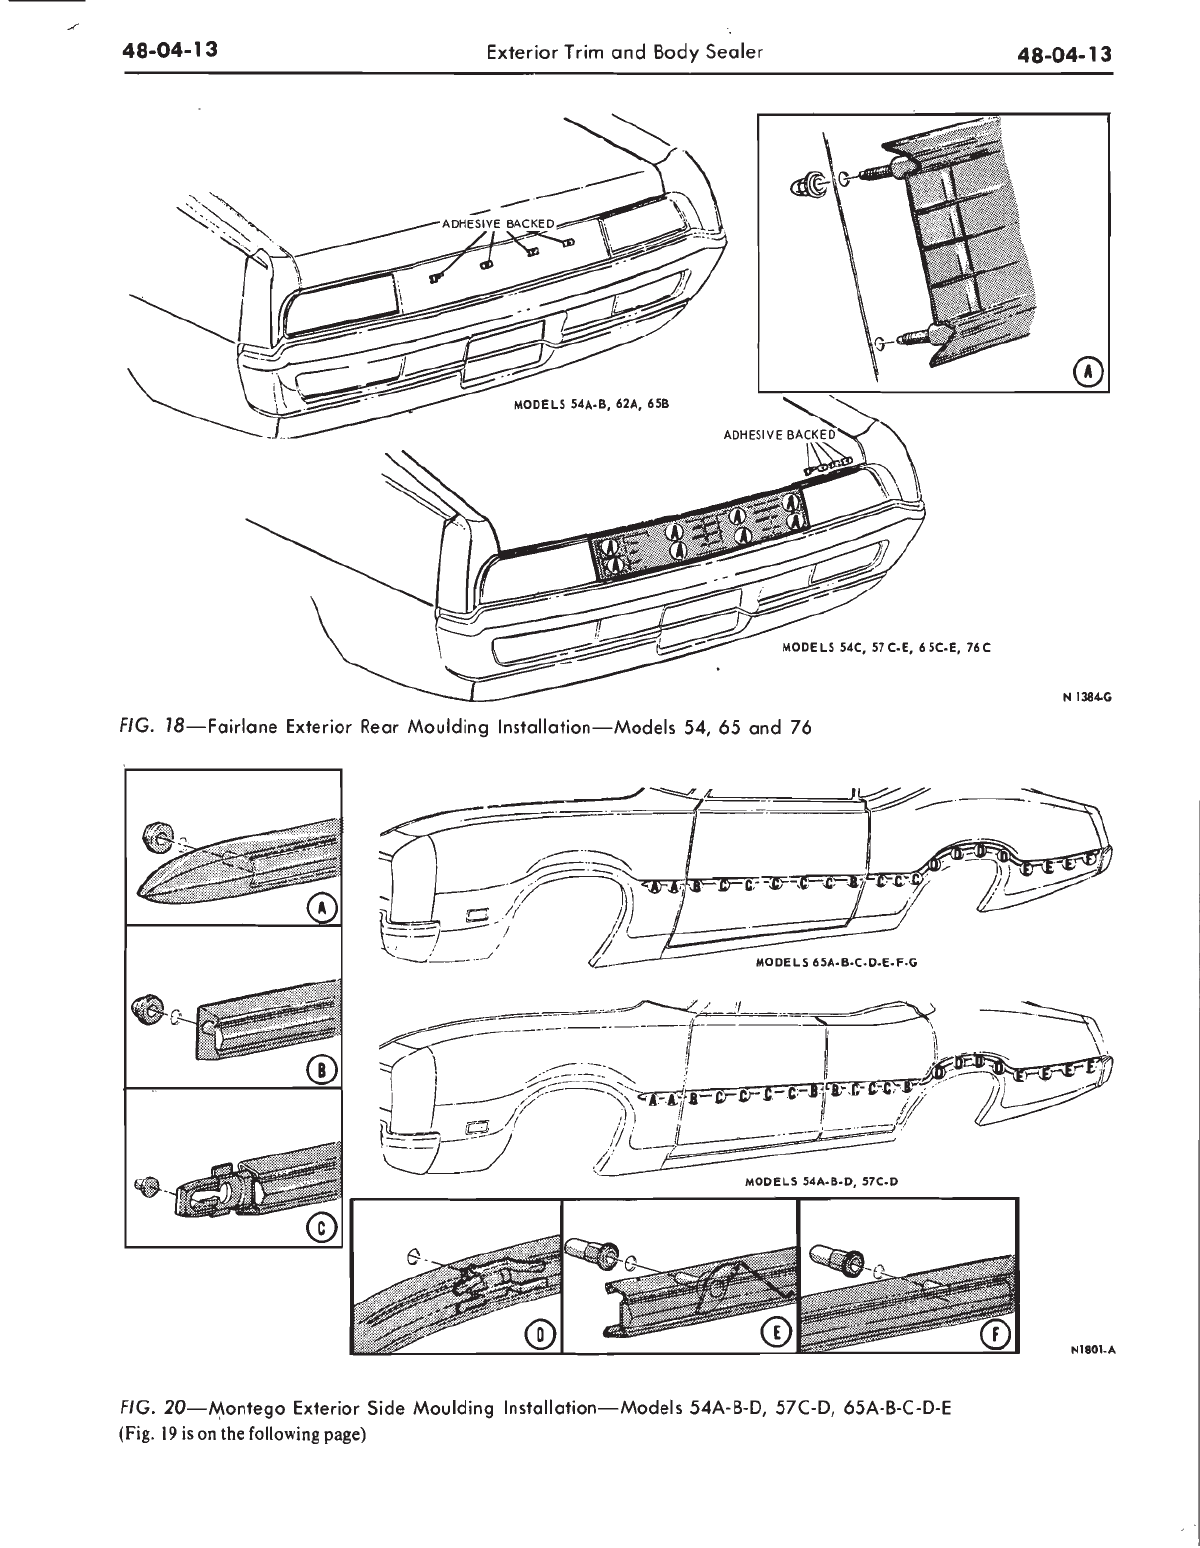 48-04-13 Exterior Trim and Body Sealer 48-04-13
ADHESIVE BACKED
A
MODELS 54A-B, 62A, 65B
ADHESIVE BACKED
A A A A
A A A A
MODELS 54C, 57C-E, 65C-E, 76C
N 1384-G
FIG. 18—Fairlane Exterior Rear Moulding Installation—Models 54, 65 and 76
A
A A B C C C C C B C C C D D D D E E E F
MODELS 65A-B-C-D-E-F-G
B
A A B C C C C B B C C C B D D D D E E E
MODELS 54A-B-D, 57C-D
C
D
E
F
N1801-A
FIG. 20—Montego Exterior Side Moulding Installation—Models 54A-B-D, 57C-D, 65A-B-C-D-E
(Fig. 19 is on the following page)